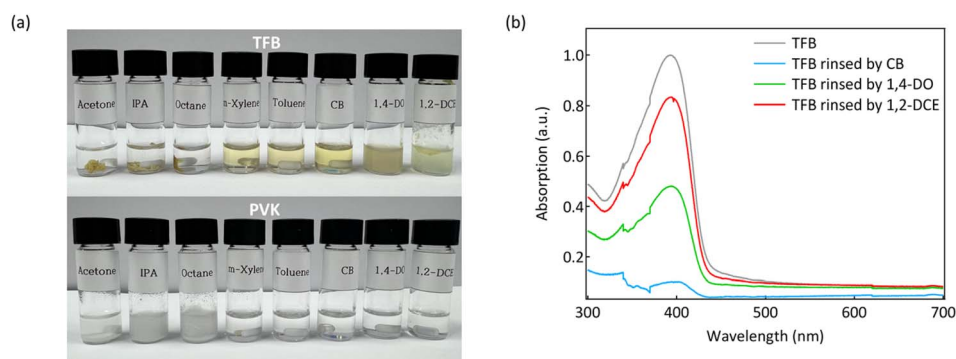 (a)
TFB
Acetone IPA Octane m-Xylene Toluene CB 1,4-DO 1,2-DCE
PVK
Acetone IPA Octane m-Xylene Toluene CB 1,4-DO 1,2-DCE
(b)
TFB
TFB rinsed by CB
TFB rinsed by 1,4-DO
TFB rinsed by 1,2-DCE
Absorption (a.u.)
1.0
0.8
0.6
0.4
0.2
300 400 500 600 700
Wavelength (nm)